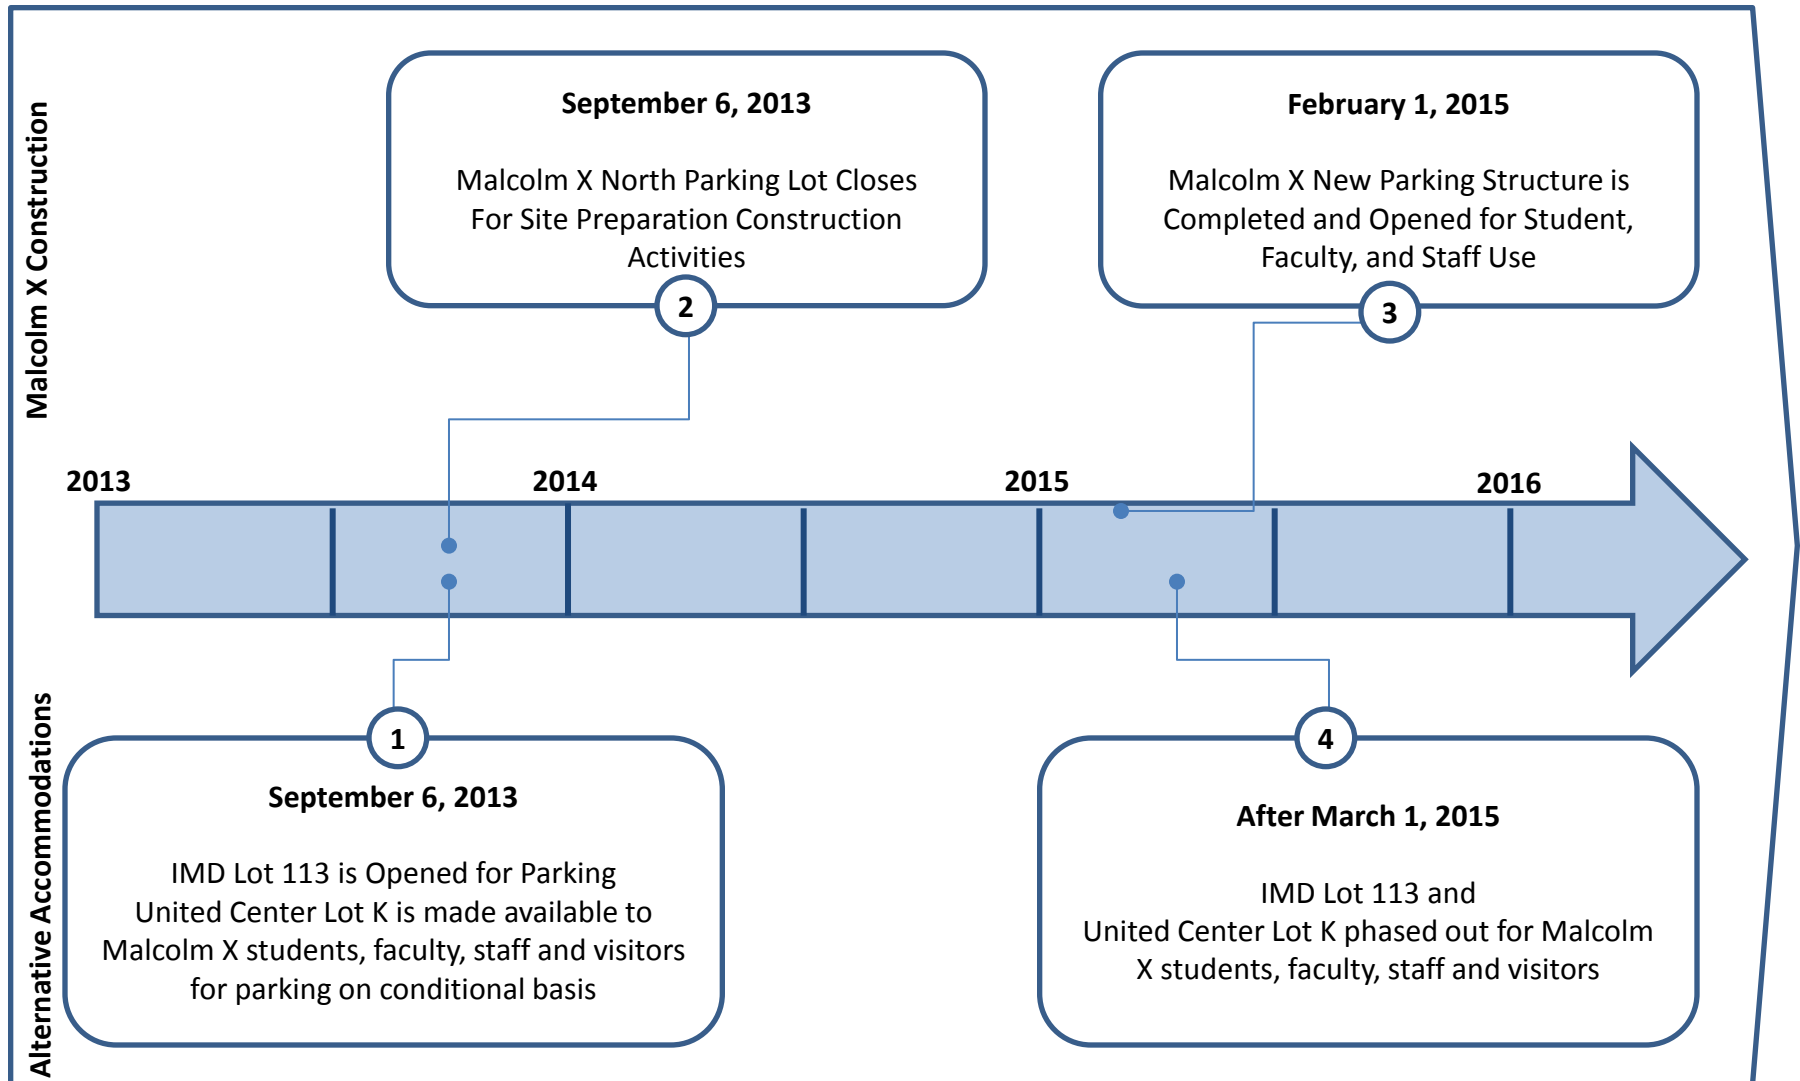 Malcolm X Construction
September 6, 2013
Malcolm X North Parking Lot Closes
For Site Preparation Construction
Activities
2
February 1, 2015
Malcolm X New Parking Structure is
Completed and Opened for Student,
Faculty, and Staff Use
3
2013
2014
2015
2016
Alternative Accommodations
1
September 6, 2013
IMD Lot 113 is Opened for Parking
United Center Lot K is made available to
Malcolm X students, faculty, staff and visitors
for parking on conditional basis
4
After March 1, 2015
IMD Lot 113 and
United Center Lot K phased out for Malcolm
X students, faculty, staff and visitors